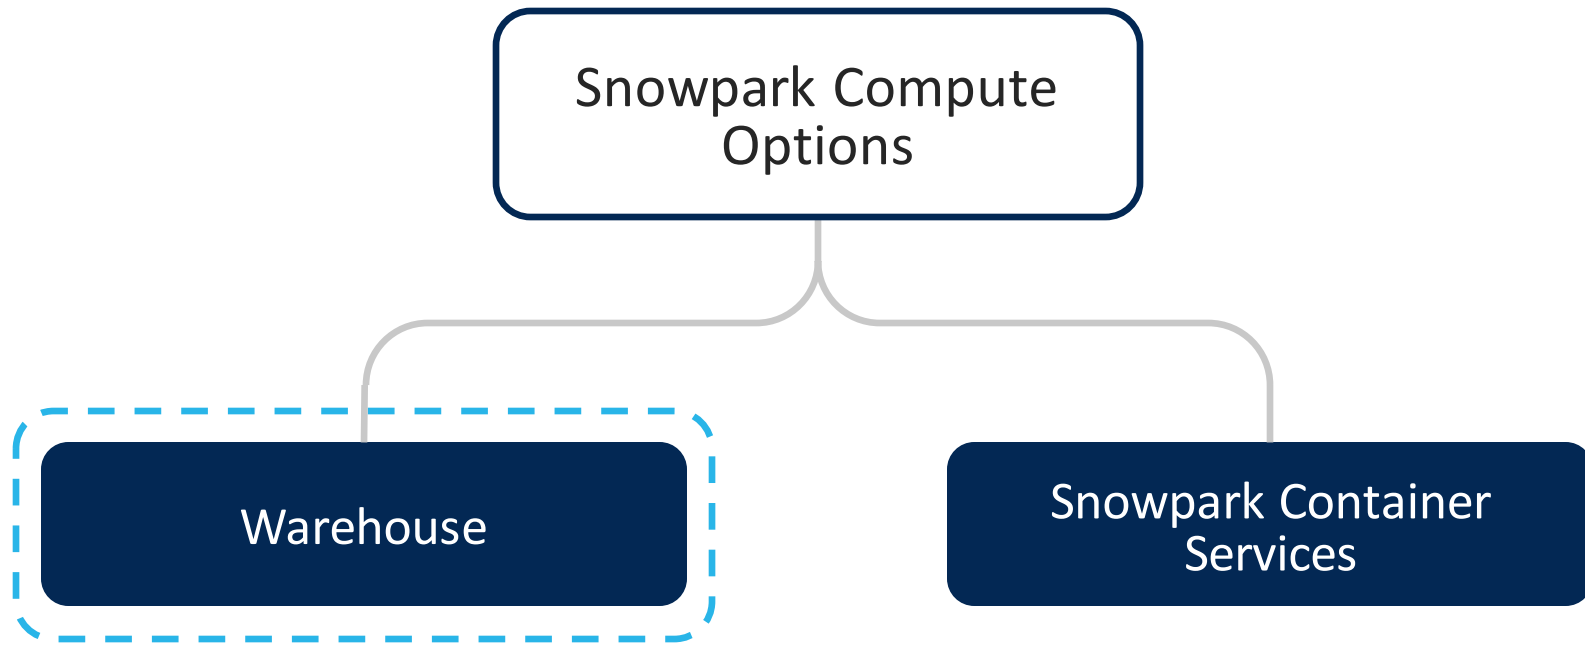 Snowpark Compute
Options
Warehouse
Snowpark Container
Services